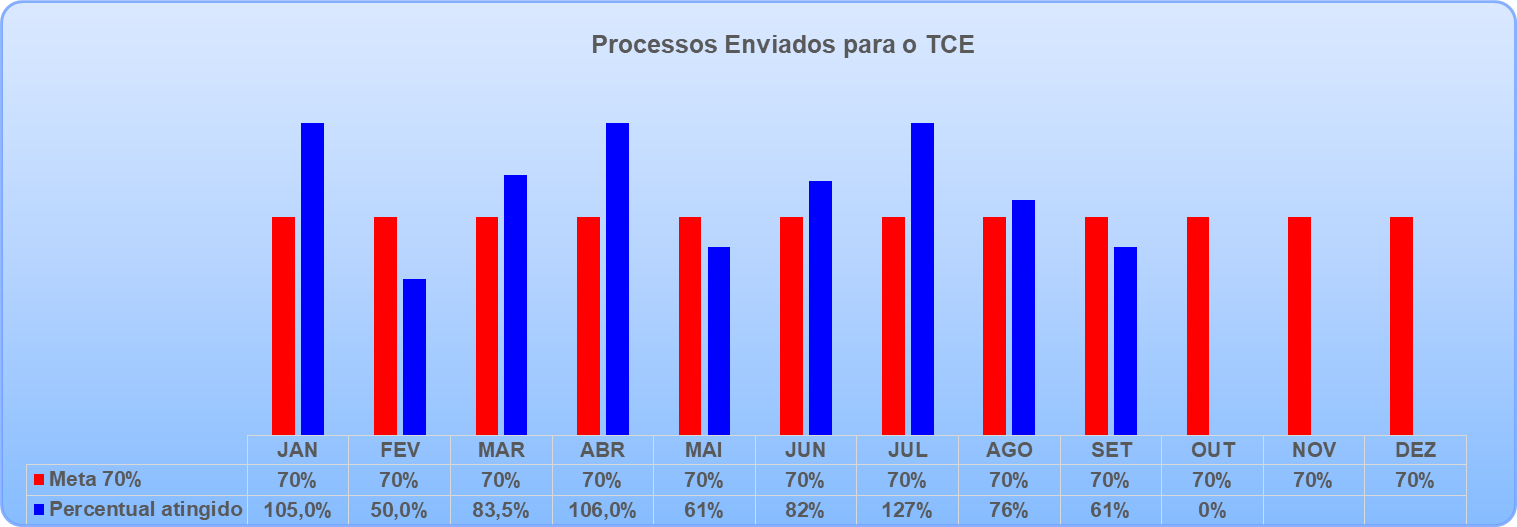 Processos Enviados para o TCE
JAN FEV MAR ABR MAI JUN JUL AGO SET OUT NOV DEZ
Meta 70% 70% 70% 70% 70% 70% 70% 70% 70% 70% 70% 70% 70%
Percentual atingido 105,0% 50,0% 83,5% 106,0% 61% 82% 127% 76% 61% 0%